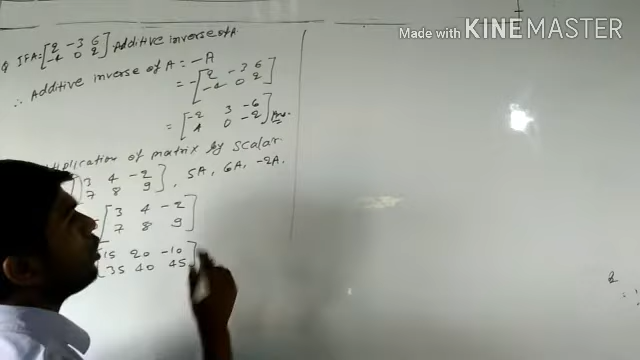 Made with KINEMASTER
Q IF A = [2 -3 6
-4 0 2] Additive inverse of A.
∴ Additive inverse of A = -A
= -[2 -3 6
-4 0 2]
= [-2 3 -6
4 0 -2] Ans.
tiplication of matrix by scalar.
[3 4 -2
7 8 9], 5A, 6A, -2A.
[3 4 -2
7 8 9]
[15 20 -10
35 40 45]